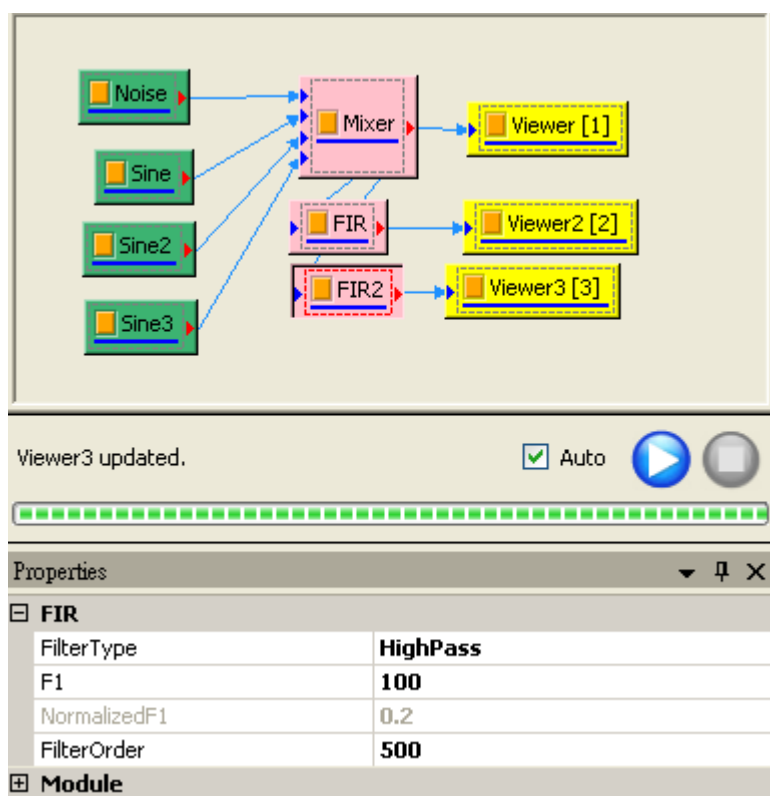 Noise
Mixer
Viewer [1]
Sine
FIR
Viewer2 [2]
Sine2
FIR2
Viewer3 [3]
Sine3
Viewer3 updated.
Auto
Properties
FIR
FilterType HighPass
F1 100
NormalizedF1 0.2
FilterOrder 500
Module